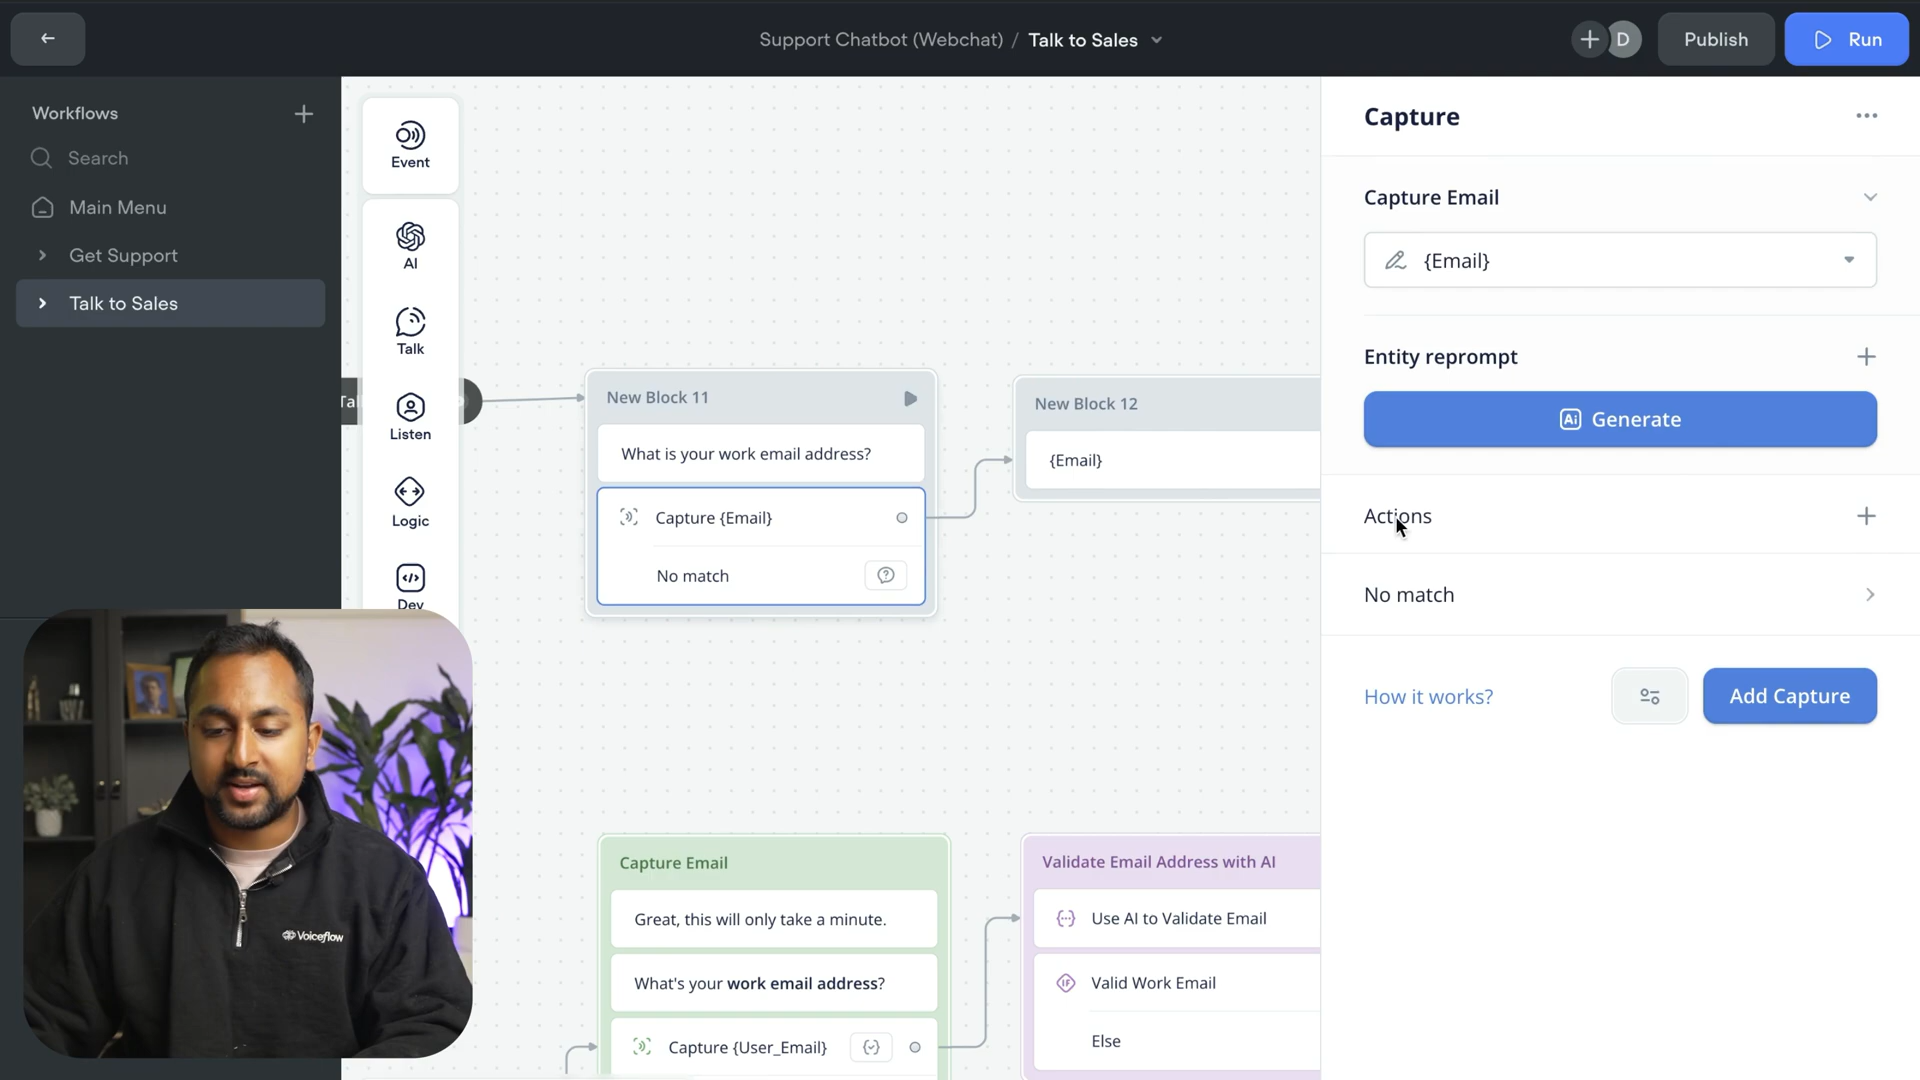 Support Chatbot (Webchat) / Talk to Sales
D
Publish
Run
Workflows
Search
Main Menu
Get Support
Talk to Sales
Event
AI
Talk
Listen
Logic
Dev
New Block 11
What is your work email address?
Capture {Email}
No match
New Block 12
{Email}
Capture Email
Great, this will only take a minute.
What's your work email address?
Capture {User_Email}
Validate Email Address with AI
Use AI to Validate Email
Valid Work Email
Else
Capture
Capture Email
{Email}
Entity reprompt
Ai Generate
Actions
No match
How it works?
Add Capture
Voiceflow